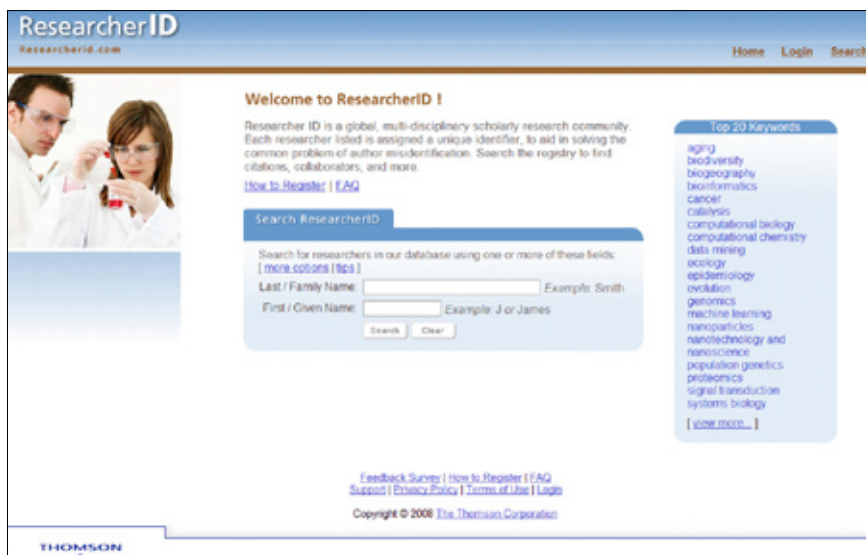 ResearcherID
Researcherid.com
Home Login Search
Welcome to ResearcherID !
Researcher ID is a global, multi-disciplinary scholarly research community.
Each researcher listed is assigned a unique identifier, to aid in solving the
common problem of author misidentification. Search the registry to find
citations, collaborators, and more.
How to Register | FAQ
Search ResearcherID
Search for researchers in our database using one or more of these fields:
[ more options | tips ]
Last / Family Name: Example: Smith
First / Given Name: Example: J or James
Search Clear
Top 20 Keywords
aging
biodiversity
biogeography
bioinformatics
cancer
catalysis
computational biology
computational chemistry
data mining
ecology
epidemiology
evolution
genomics
machine learning
nanoparticles
nanotechnology and
nanoscience
population genetics
proteomics
signal transduction
systems biology
[ view more... ]
Feedback Survey | How to Register | FAQ
Support | Privacy Policy | Terms of Use | Login
Copyright © 2008 The Thomson Corporation
THOMSON